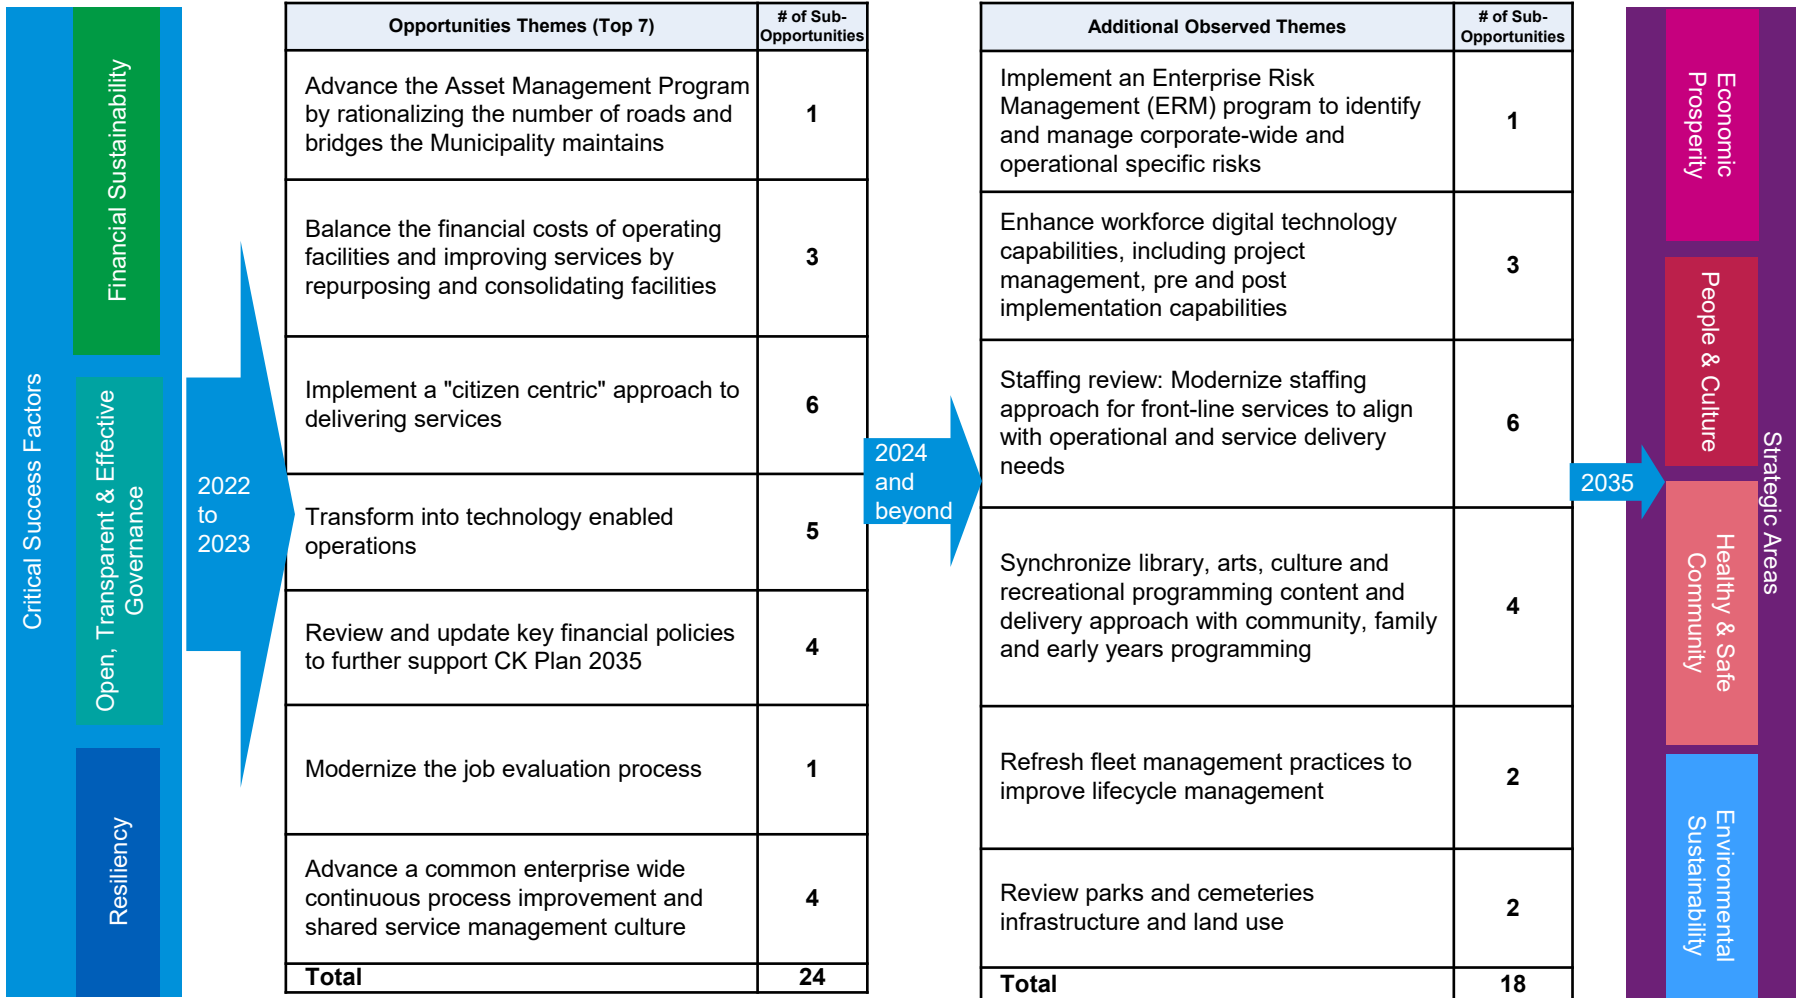 Critical Success Factors
Financial Sustainability
Open, Transparent & Effective
Governance
Resiliency
2022
to
2023
Opportunities Themes (Top 7)
# of Sub-
Opportunities
Advance the Asset Management Program
by rationalizing the number of roads and
bridges the Municipality maintains
1
Balance the financial costs of operating
facilities and improving services by
repurposing and consolidating facilities
3
Implement a "citizen centric" approach to
delivering services
6
Transform into technology enabled
operations
5
Review and update key financial policies
to further support CK Plan 2035
4
Modernize the job evaluation process
1
Advance a common enterprise wide
continuous process improvement and
shared service management culture
4
Total
24
2024
and
beyond
Additional Observed Themes
# of Sub-
Opportunities
Implement an Enterprise Risk
Management (ERM) program to identify
and manage corporate-wide and
operational specific risks
1
Enhance workforce digital technology
capabilities, including project
management, pre and post
implementation capabilities
3
Staffing review: Modernize staffing
approach for front-line services to align
with operational and service delivery
needs
6
Synchronize library, arts, culture and
recreational programming content and
delivery approach with community, family
and early years programming
4
Refresh fleet management practices to
improve lifecycle management
2
Review parks and cemeteries
infrastructure and land use
2
Total
18
2035
Economic
Prosperity
People & Culture
Healthy & Safe
Community
Environmental
Sustainability
Strategic Areas